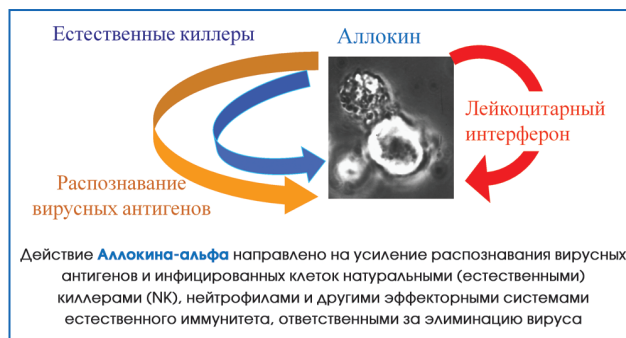 Естественные киллеры
Аллокин
Лейкоцитарный
интерферон
Распознавание
вирусных антигенов
Действие Аллокина-альфа направлено на усиление распознавания вирусных
антигенов и инфицированных клеток натуральными (естественными)
киллерами (NK), нейтрофилами и другими эффекторными системами
естественного иммунитета, ответственными за элиминацию вируса